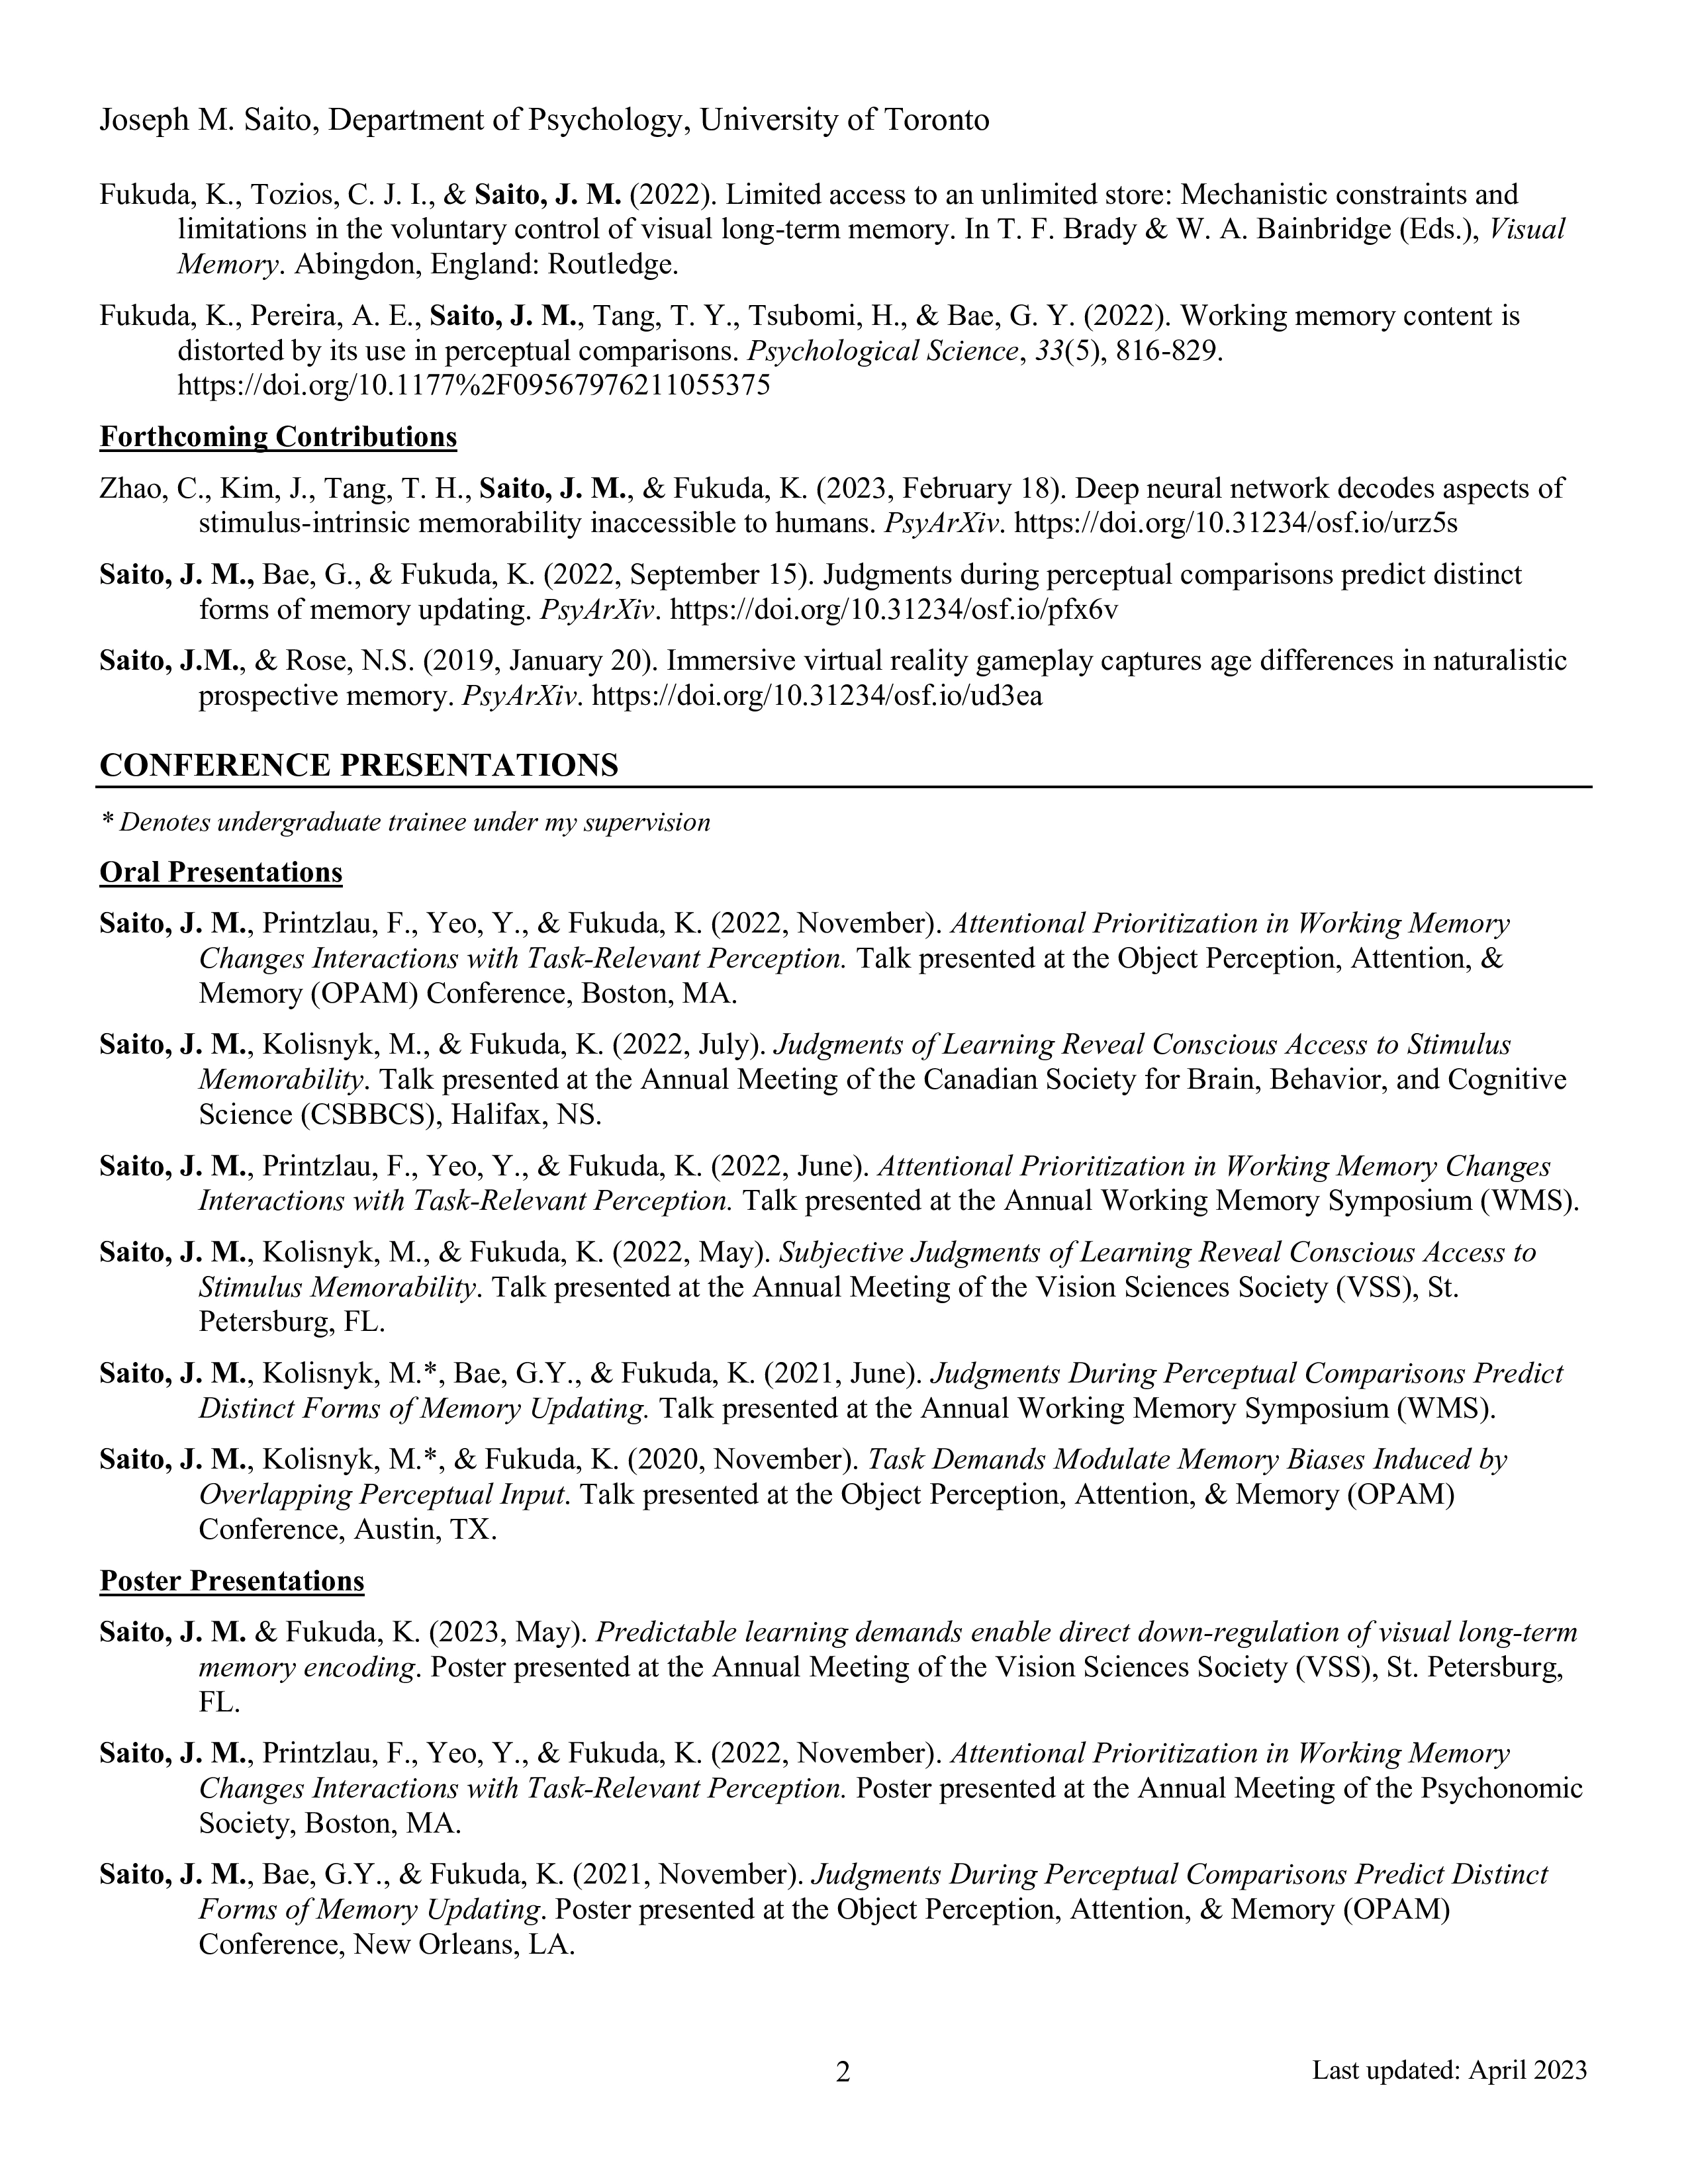 Joseph M. Saito, Department of Psychology, University of Toronto
Fukuda, K., Tozios, C. J. I., & Saito, J. M. (2022). Limited access to an unlimited store: Mechanistic constraints and
limitations in the voluntary control of visual long-term memory. In T. F. Brady & W. A. Bainbridge (Eds.), Visual
Memory. Abingdon, England: Routledge.
Fukuda, K., Pereira, A. E., Saito, J. M., Tang, T. Y., Tsubomi, H., & Bae, G. Y. (2022). Working memory content is
distorted by its use in perceptual comparisons. Psychological Science, 33(5), 816-829.
https://doi.org/10.1177%2F09567976211055375
Forthcoming Contributions
Zhao, C., Kim, J., Tang, T. H., Saito, J. M., & Fukuda, K. (2023, February 18). Deep neural network decodes aspects of
stimulus-intrinsic memorability inaccessible to humans. PsyArXiv. https://doi.org/10.31234/osf.io/urz5s
Saito, J. M., Bae, G., & Fukuda, K. (2022, September 15). Judgments during perceptual comparisons predict distinct
forms of memory updating. PsyArXiv. https://doi.org/10.31234/osf.io/pfx6v
Saito, J.M., & Rose, N.S. (2019, January 20). Immersive virtual reality gameplay captures age differences in naturalistic
prospective memory. PsyArXiv. https://doi.org/10.31234/osf.io/ud3ea
CONFERENCE PRESENTATIONS
* Denotes undergraduate trainee under my supervision
Oral Presentations
Saito, J. M., Printzlau, F., Yeo, Y., & Fukuda, K. (2022, November). Attentional Prioritization in Working Memory
Changes Interactions with Task-Relevant Perception. Talk presented at the Object Perception, Attention, &
Memory (OPAM) Conference, Boston, MA.
Saito, J. M., Kolisnyk, M., & Fukuda, K. (2022, July). Judgments of Learning Reveal Conscious Access to Stimulus
Memorability. Talk presented at the Annual Meeting of the Canadian Society for Brain, Behavior, and Cognitive
Science (CSBBCS), Halifax, NS.
Saito, J. M., Printzlau, F., Yeo, Y., & Fukuda, K. (2022, June). Attentional Prioritization in Working Memory Changes
Interactions with Task-Relevant Perception. Talk presented at the Annual Working Memory Symposium (WMS).
Saito, J. M., Kolisnyk, M., & Fukuda, K. (2022, May). Subjective Judgments of Learning Reveal Conscious Access to
Stimulus Memorability. Talk presented at the Annual Meeting of the Vision Sciences Society (VSS), St.
Petersburg, FL.
Saito, J. M., Kolisnyk, M.*, Bae, G.Y., & Fukuda, K. (2021, June). Judgments During Perceptual Comparisons Predict
Distinct Forms of Memory Updating. Talk presented at the Annual Working Memory Symposium (WMS).
Saito, J. M., Kolisnyk, M.*, & Fukuda, K. (2020, November). Task Demands Modulate Memory Biases Induced by
Overlapping Perceptual Input. Talk presented at the Object Perception, Attention, & Memory (OPAM)
Conference, Austin, TX.
Poster Presentations
Saito, J. M. & Fukuda, K. (2023, May). Predictable learning demands enable direct down-regulation of visual long-term
memory encoding. Poster presented at the Annual Meeting of the Vision Sciences Society (VSS), St. Petersburg,
FL.
Saito, J. M., Printzlau, F., Yeo, Y., & Fukuda, K. (2022, November). Attentional Prioritization in Working Memory
Changes Interactions with Task-Relevant Perception. Poster presented at the Annual Meeting of the Psychonomic
Society, Boston, MA.
Saito, J. M., Bae, G.Y., & Fukuda, K. (2021, November). Judgments During Perceptual Comparisons Predict Distinct
Forms of Memory Updating. Poster presented at the Object Perception, Attention, & Memory (OPAM)
Conference, New Orleans, LA.
2
Last updated: April 2023